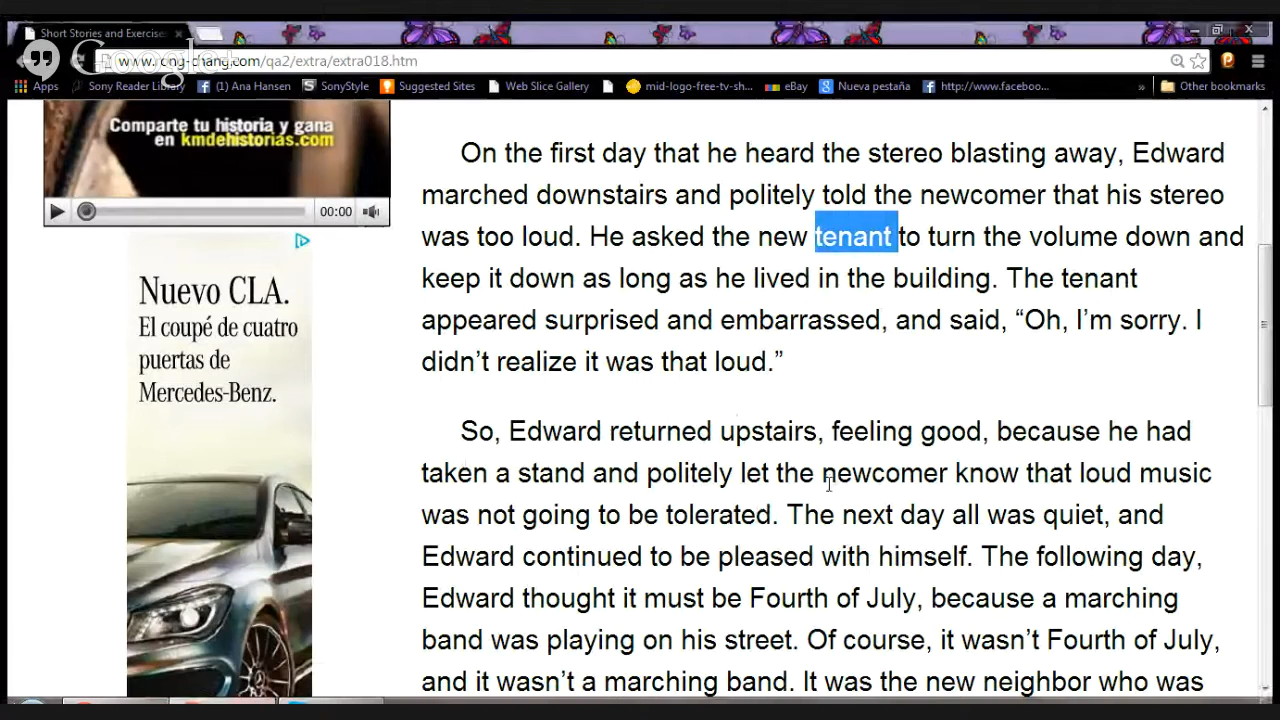 Short Stories and Exercise
Google+
www.rong-chang.com/qa2/extra/extra018.htm
Apps
Sony Reader Library
(1) Ana Hansen
SonyStyle
Suggested Sites
Web Slice Gallery
mid-logo-free-tv-sh...
eBay
Nueva pestaña
http://www.faceboo...
»
Other bookmarks
Comparte tu historia y gana
en kmdehistorias.com
00:00
Nuevo CLA.
El coupé de cuatro
puertas de
Mercedes-Benz.
On the first day that he heard the stereo blasting away, Edward
marched downstairs and politely told the newcomer that his stereo
was too loud. He asked the new tenant to turn the volume down and
keep it down as long as he lived in the building. The tenant
appeared surprised and embarrassed, and said, “Oh, I’m sorry. I
didn’t realize it was that loud.”
So, Edward returned upstairs, feeling good, because he had
taken a stand and politely let the newcomer know that loud music
was not going to be tolerated. The next day all was quiet, and
Edward continued to be pleased with himself. The following day,
Edward thought it must be Fourth of July, because a marching
band was playing on his street. Of course, it wasn’t Fourth of July,
and it wasn’t a marching band. It was the new neighbor who was